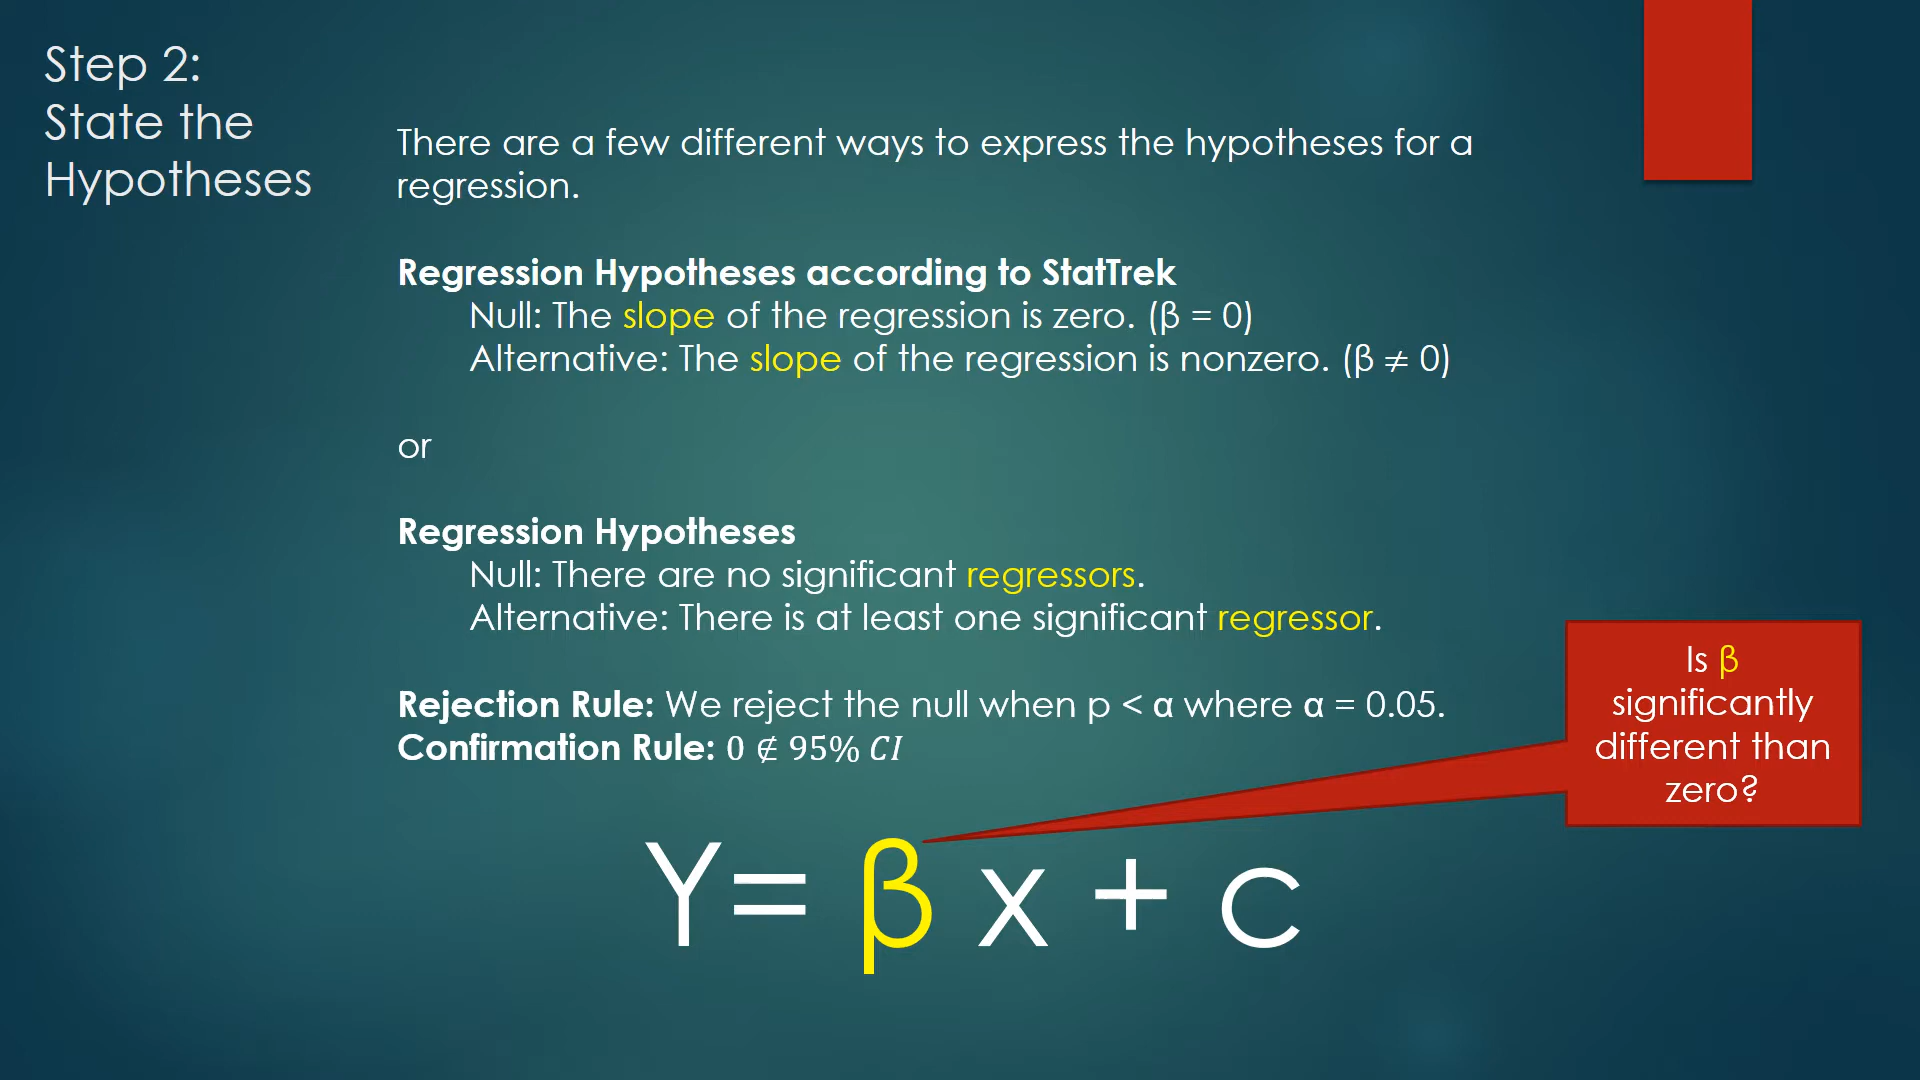 Step 2:
State the
Hypotheses
There are a few different ways to express the hypotheses for a
regression.
Regression Hypotheses according to StatTrek
Null: The slope of the regression is zero. (β = 0)
Alternative: The slope of the regression is nonzero. (β ≠ 0)
or
Regression Hypotheses
Null: There are no significant regressors.
Alternative: There is at least one significant regressor.
Rejection Rule: We reject the null when p < α where α = 0.05.
Confirmation Rule: 0 ∉ 95% CI
Is β
significantly
different than
zero?
Y= β x + c